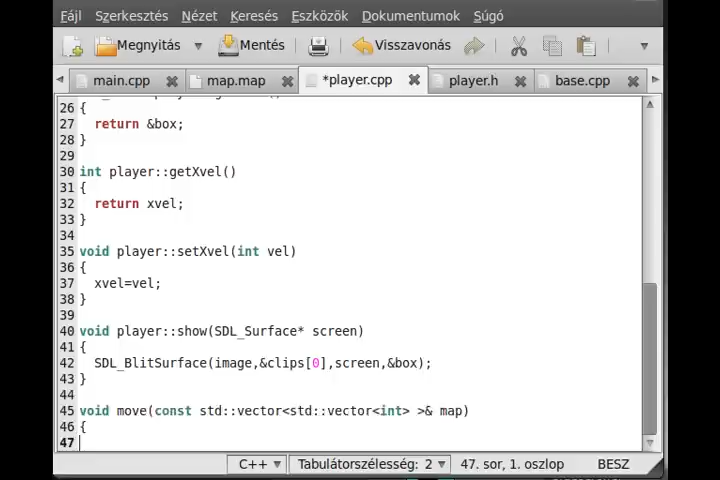 Fájl Szerkesztés Nézet Keresés Eszközök Dokumentumok Súgó
Megnyitás Mentés Visszavonás
main.cpp map.map *player.cpp player.h base.cpp
26 {
27 return &box;
28 }
29
30 int player::getXvel()
31 {
32 return xvel;
33 }
34
35 void player::setXvel(int vel)
36 {
37 xvel=vel;
38 }
39
40 void player::show(SDL_Surface* screen)
41 {
42 SDL_BlitSurface(image,&clips[0],screen,&box);
43 }
44
45 void move(const std::vector<std::vector<int> >& map)
46 {
47
C++ Tabulátorszélesség: 2 47. sor, 1. oszlop BESZ